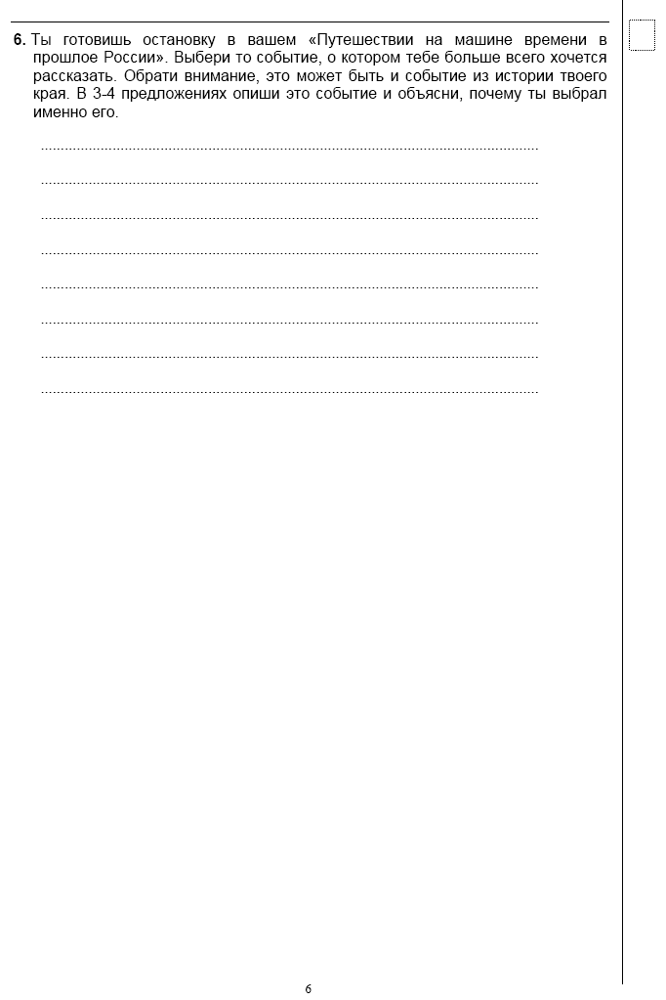 6. Ты готовишь остановку в вашем «Путешествии на машине времени в
прошлое России». Выбери то событие, о котором тебе больше всего хочется
рассказать. Обрати внимание, это может быть и событие из истории твоего
края. В 3-4 предложениях опиши это событие и объясни, почему ты выбрал
именно его.
6